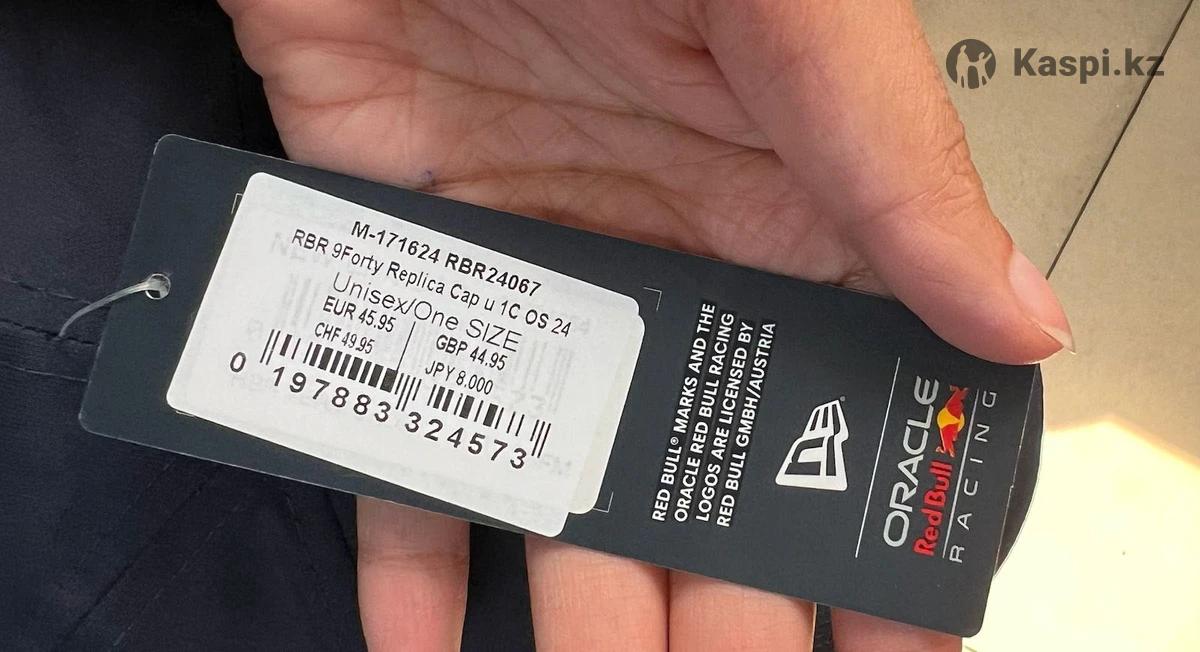 Kaspi.kz
M-171624 RBR24067
RBR 9Forty Replica Cap u 1C OS 24
Unisex/One SIZE
EUR 45.95
GBP 44.95
CHF 49.95
JPY 8.000
0 197883 324573
RED BULL® MARKS AND THE
ORACLE RED BULL RACING
LOGOS ARE LICENSED BY
RED BULL GMBH/AUSTRIA
NE®
ORACLE
Red Bull
RACING